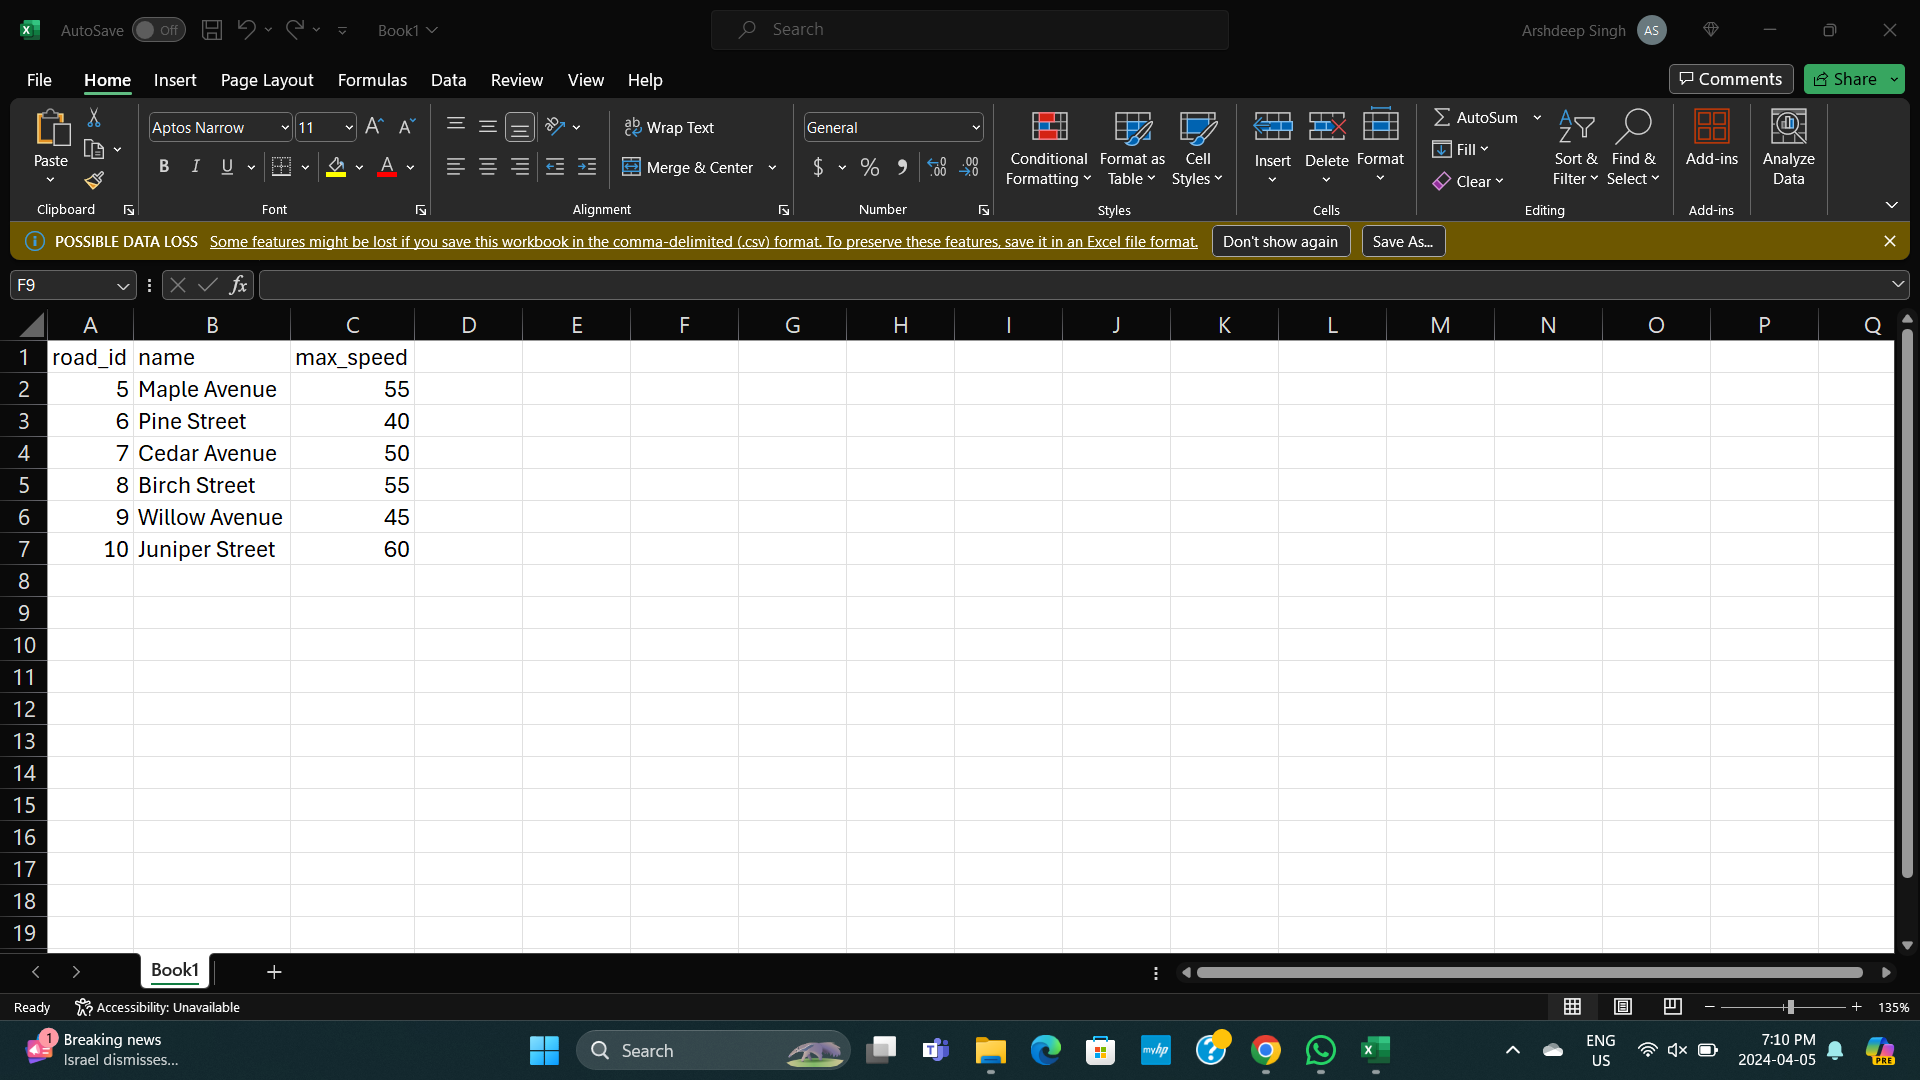 AutoSave Off Book1 Search Arshdeep Singh AS
File Home Insert Page Layout Formulas Data Review View Help Comments Share
Paste
Clipboard
Aptos Narrow 11
B I U
Font
Wrap Text
Merge & Center
Alignment
General
$ % 9
Number
Conditional Formatting
Format as Table
Cell Styles
Styles
Insert Delete Format
Cells
AutoSum
Fill
Clear
Sort & Filter
Find & Select
Editing
Add-ins
Add-ins
Analyze Data
POSSIBLE DATA LOSS Some features might be lost if you save this workbook in the comma-delimited (.csv) format. To preserve these features, save it in an Excel file format. Don't show again Save As...
F9 fx
A B C D E F G H I J K L M N O P Q
1 road_id name max_speed
2 5 Maple Avenue 55
3 6 Pine Street 40
4 7 Cedar Avenue 50
5 8 Birch Street 55
6 9 Willow Avenue 45
7 10 Juniper Street 60
8
9
10
11
12
13
14
15
16
17
18
19
Book1
Ready Accessibility: Unavailable 135%
1 Breaking news
Israel dismisses...
Search
myhp
ENG
US
7:10 PM
2024-04-05
PRE